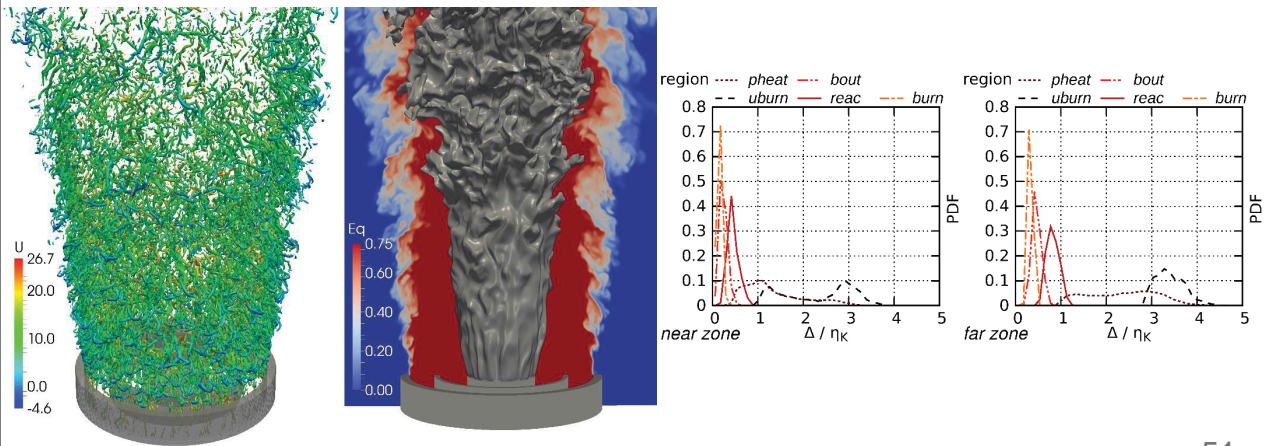 U
26.7
20.0
10.0
0.0
-4.6
Eq
0.75
0.60
0.40
0.20
0.00
region pheat bout
uburn reac burn
0.8
0.7
0.6
0.5
0.4
0.3
0.2
0.1
0
0 1 2 3 4 5
PDF
near zone Δ / ηK
region pheat bout
uburn reac burn
0.8
0.7
0.6
0.5
0.4
0.3
0.2
0.1
0
0 1 2 3 4 5
PDF
far zone Δ / ηK